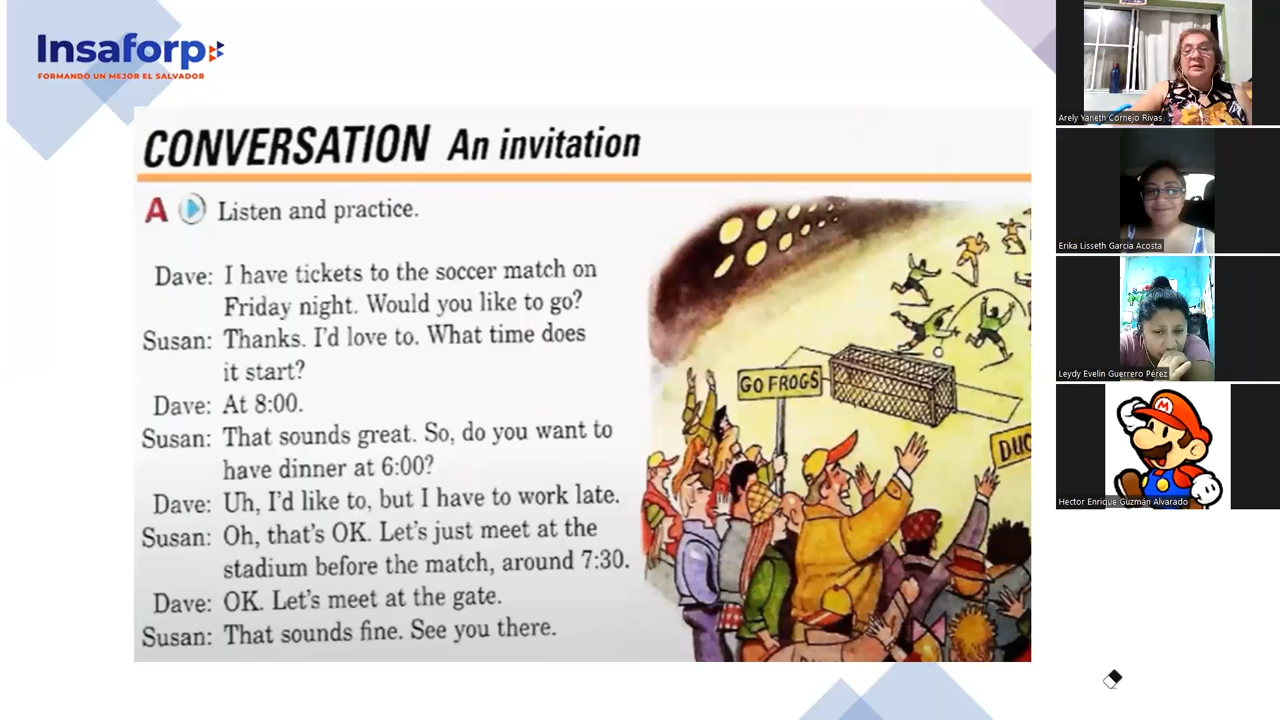 Insaforp
FORMANDO UN MEJOR EL SALVADOR
CONVERSATION An invitation
A Listen and practice.
Dave: I have tickets to the soccer match on
Friday night. Would you like to go?
Susan: Thanks. I'd love to. What time does
it start?
Dave: At 8:00.
Susan: That sounds great. So, do you want to
have dinner at 6:00?
Dave: Uh, I'd like to, but I have to work late.
Susan: Oh, that's OK. Let's just meet at the
stadium before the match, around 7:30.
Dave: OK. Let's meet at the gate.
Susan: That sounds fine. See you there.
GO FROGS
DUC
Arely Yaneth Cornejo Rivas
Erika Lisseth Garcia Acosta
Leydy Evelin Guerrero Pérez
M
Hector Enrique Guzmán Alvarado